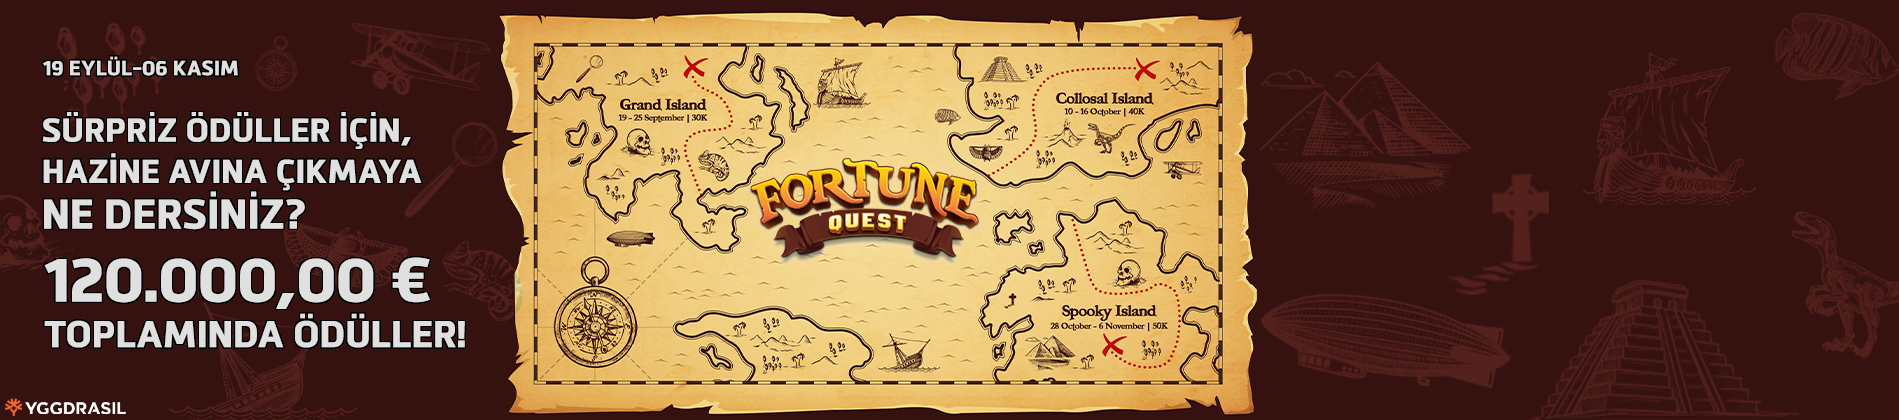 19 EYLÜL-06 KASIM
SÜRPRİZ ÖDÜLLER İÇİN,
HAZİNE AVINA ÇIKMAYA
NE DERSİNİZ?
120.000,00 €
TOPLAMINDA ÖDÜLLER!
YGGDRASIL
Grand Island
19 - 25 September | 30K
Collosal Island
10 - 16 October | 40K
FORTUNE
QUEST
Spooky Island
28 October - 6 November | 50K